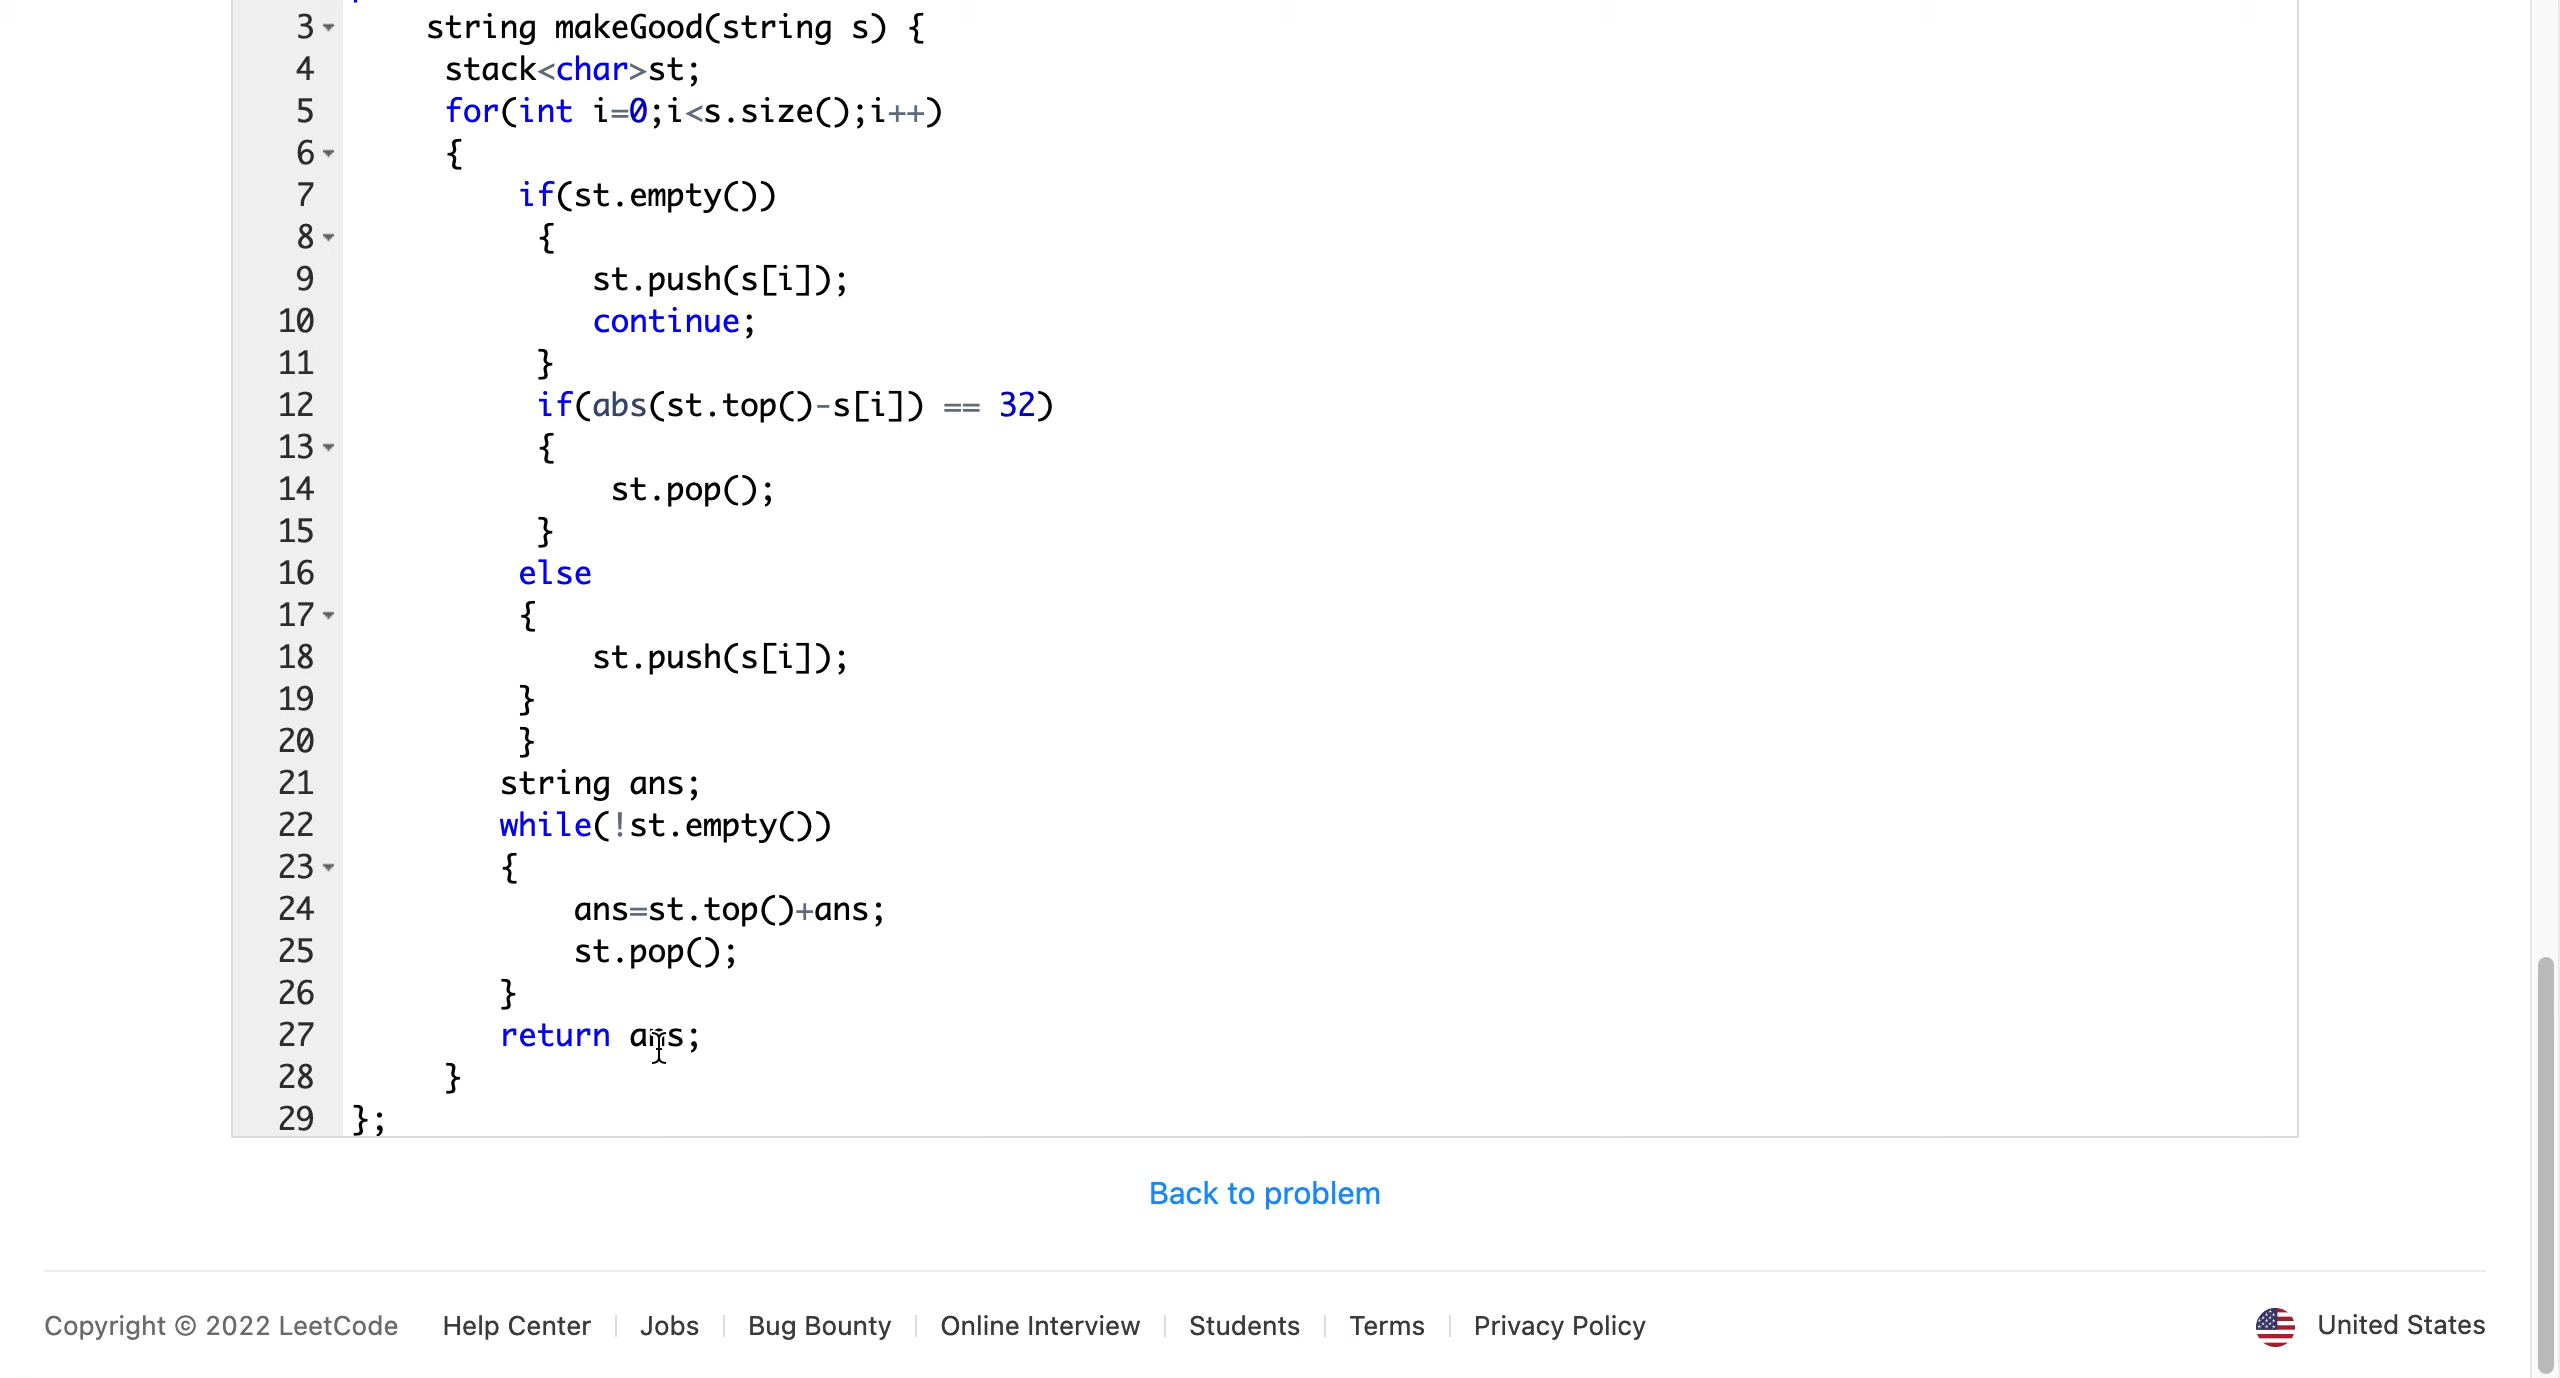 3 string makeGood(string s) {
4 stack<char>st;
5 for(int i=0;i<s.size();i++)
6 {
7 if(st.empty())
8 {
9 st.push(s[i]);
10 continue;
11 }
12 if(abs(st.top()-s[i]) == 32)
13 {
14 st.pop();
15 }
16 else
17 {
18 st.push(s[i]);
19 }
20 }
21 string ans;
22 while(!st.empty())
23 {
24 ans=st.top()+ans;
25 st.pop();
26 }
27 return ans;
28 }
29 };
Back to problem
Copyright © 2022 LeetCode Help Center Jobs Bug Bounty Online Interview Students Terms Privacy Policy United States